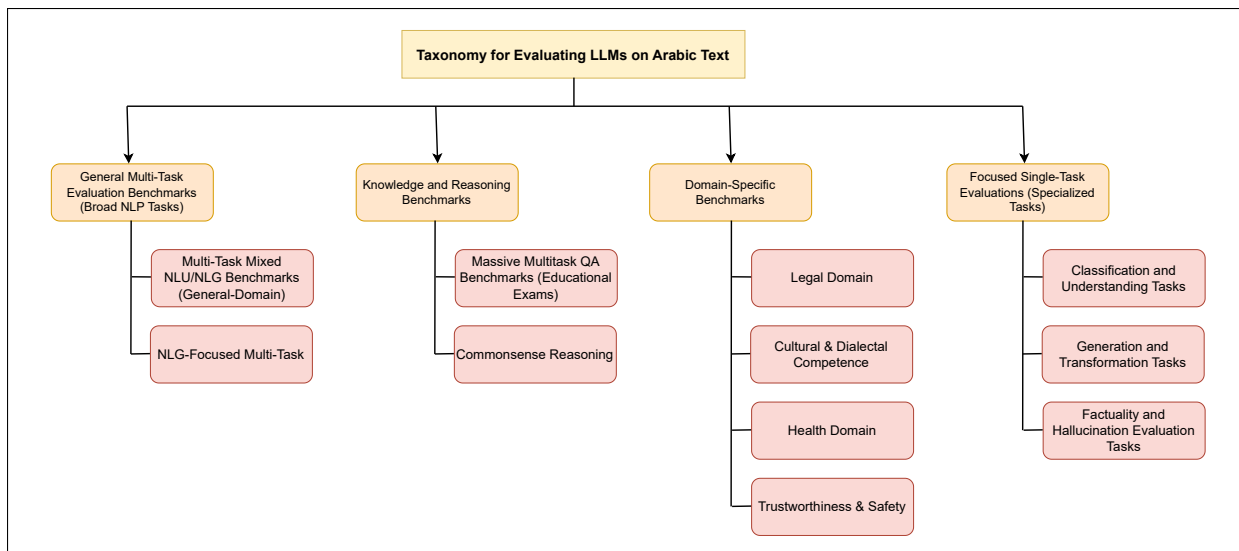 Taxonomy for Evaluating LLMs on Arabic Text
General Multi-Task
Evaluation Benchmarks
(Broad NLP Tasks)
Multi-Task Mixed
NLU/NLG Benchmarks
(General-Domain)
NLG-Focused Multi-Task
Knowledge and Reasoning
Benchmarks
Massive Multitask QA
Benchmarks (Educational
Exams)
Commonsense Reasoning
Domain-Specific
Benchmarks
Legal Domain
Cultural & Dialectal
Competence
Health Domain
Trustworthiness & Safety
Focused Single-Task
Evaluations (Specialized
Tasks)
Classification and
Understanding Tasks
Generation and
Transformation Tasks
Factuality and
Hallucination Evaluation
Tasks